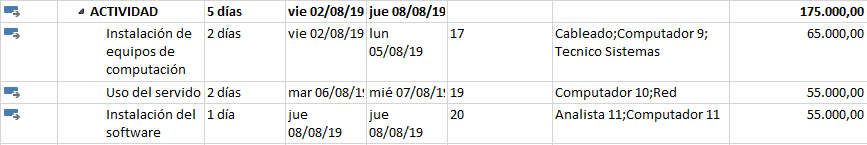 ACTIVIDAD 5 días vie 02/08/19 jue 08/08/19 175.000,00
Instalación de equipos de computación 2 días vie 02/08/19 lun 05/08/19 17 Cableado;Computador 9; Tecnico Sistemas 65.000,00
Uso del servido 2 días mar 06/08/19 mié 07/08/19 19 Computador 10;Red 55.000,00
Instalación del software 1 día jue 08/08/19 jue 08/08/19 20 Analista 11;Computador 11 55.000,00